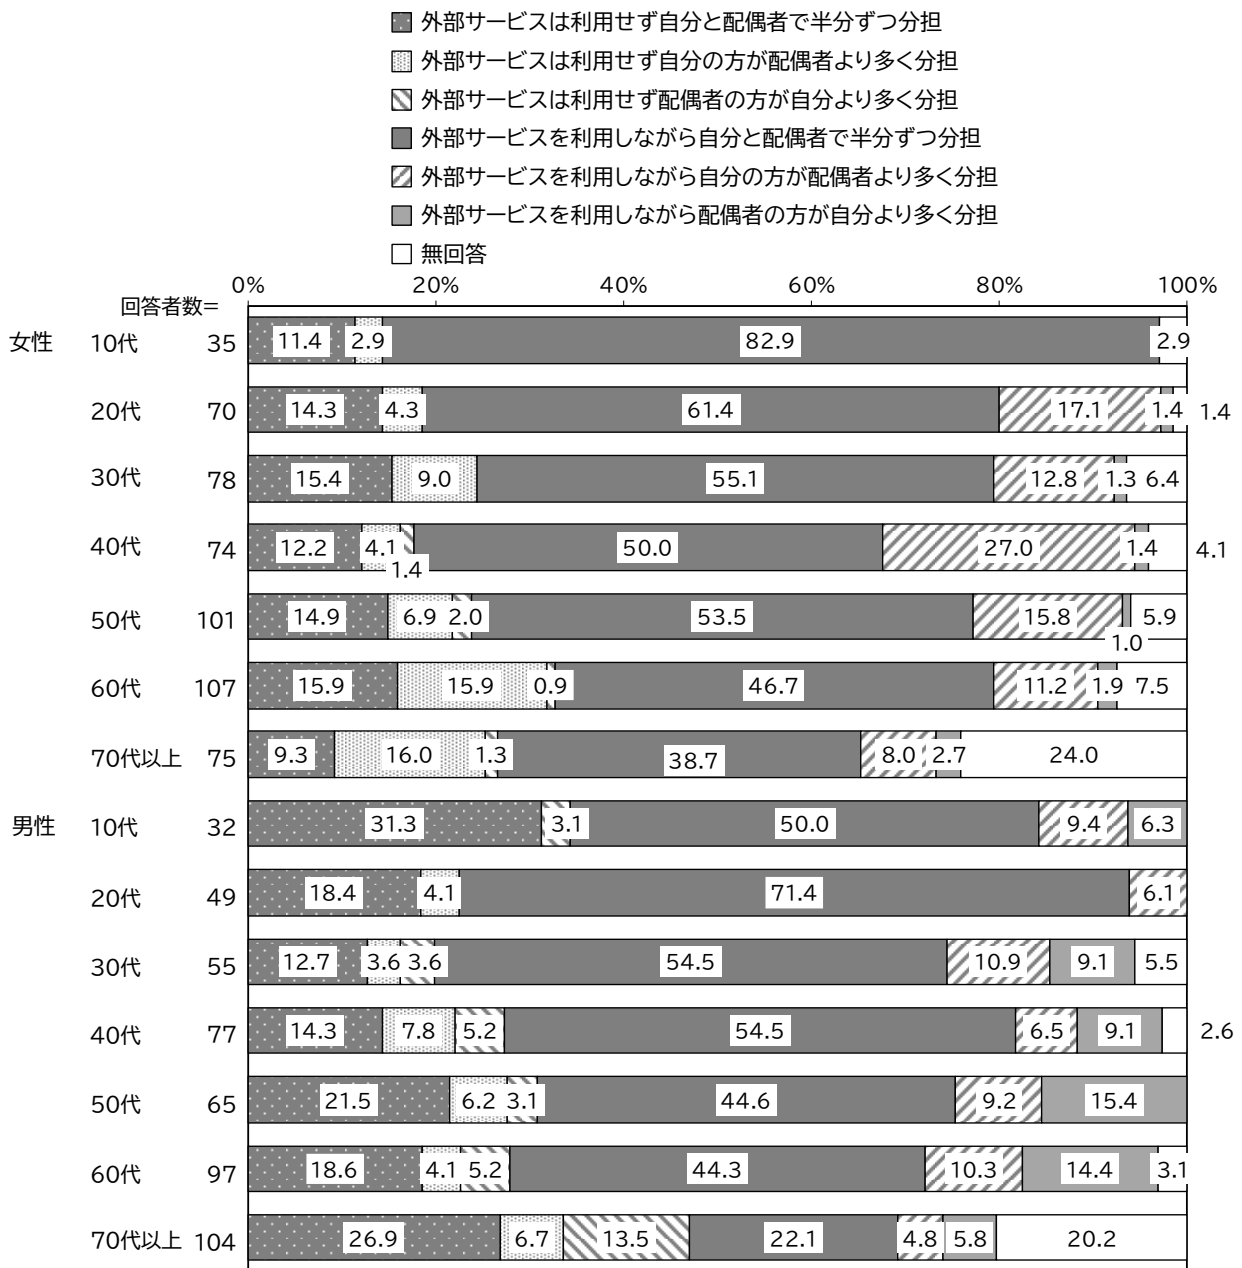 外部サービスは利用せず自分と配偶者で半分ずつ分担
外部サービスは利用せず自分の方が配偶者より多く分担
外部サービスは利用せず配偶者の方が自分より多く分担
外部サービスを利用しながら自分と配偶者で半分ずつ分担
外部サービスを利用しながら自分の方が配偶者より多く分担
外部サービスを利用しながら配偶者の方が自分より多く分担
無回答
0% 20% 40% 60% 80% 100%
回答者数=
女性 10代 35 11.4 2.9 82.9 2.9
20代 70 14.3 4.3 61.4 17.1 1.4 1.4
30代 78 15.4 9.0 55.1 12.8 1.3 6.4
40代 74 12.2 4.1 1.4 50.0 27.0 1.4 4.1
50代 101 14.9 6.9 2.0 53.5 15.8 1.0 5.9
60代 107 15.9 15.9 0.9 46.7 11.2 1.9 7.5
70代以上 75 9.3 16.0 1.3 38.7 8.0 2.7 24.0
男性 10代 32 31.3 3.1 50.0 9.4 6.3
20代 49 18.4 4.1 71.4 6.1
30代 55 12.7 3.6 3.6 54.5 10.9 9.1 5.5
40代 77 14.3 7.8 5.2 54.5 6.5 9.1 2.6
50代 65 21.5 6.2 3.1 44.6 9.2 15.4
60代 97 18.6 4.1 5.2 44.3 10.3 14.4 3.1
70代以上 104 26.9 6.7 13.5 22.1 4.8 5.8 20.2